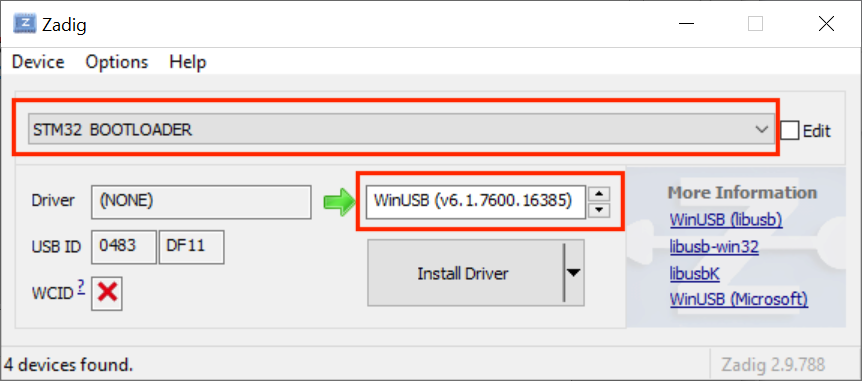 Zadig
Device Options Help
STM32 BOOTLOADER
Edit
Driver (NONE) WinUSB (v6.1.7600.16385)
USB ID 0483 DF11
WCID ?
Install Driver
More Information
WinUSB (libusb)
libusb-win32
libusbK
WinUSB (Microsoft)
4 devices found.
Zadig 2.9.788